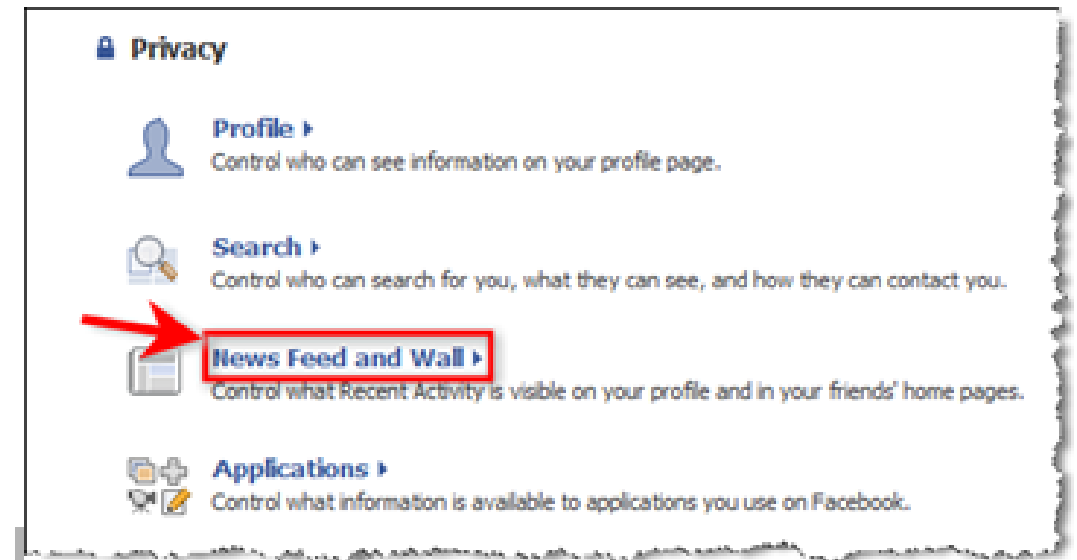 Privacy
Profile
Control who can see information on your profile page.
Search
Control who can search for you, what they can see, and how they can contact you.
News Feed and Wall
Control what Recent Activity is visible on your profile and in your friends' home pages.
Applications
Control what information is available to applications you use on Facebook.